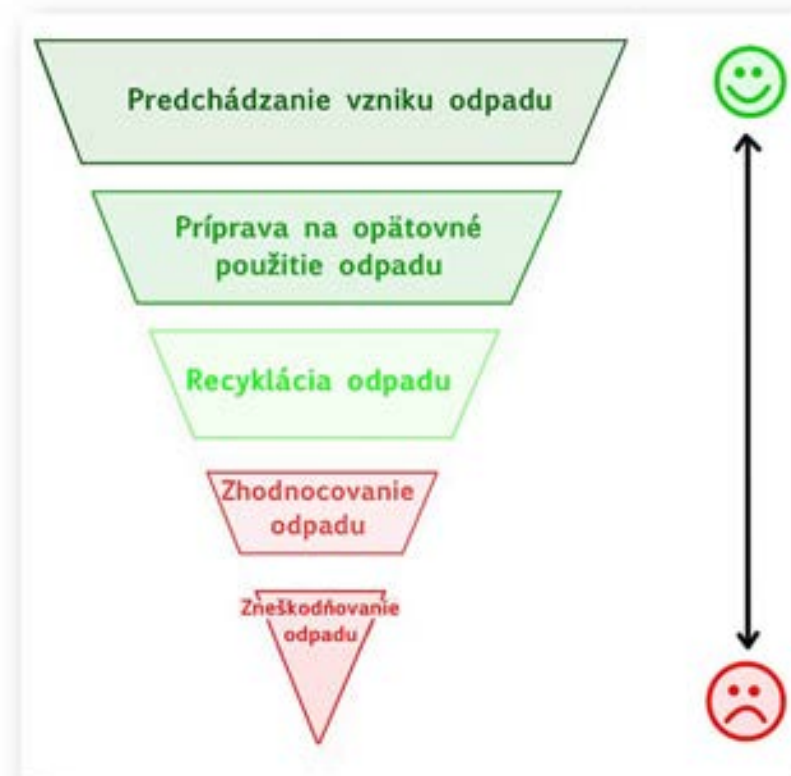 Predchádzanie vzniku odpadu
Príprava na opätovné
použitie odpadu
Recyklácia odpadu
Zhodnocovanie
odpadu
Zneškodňovanie
odpadu